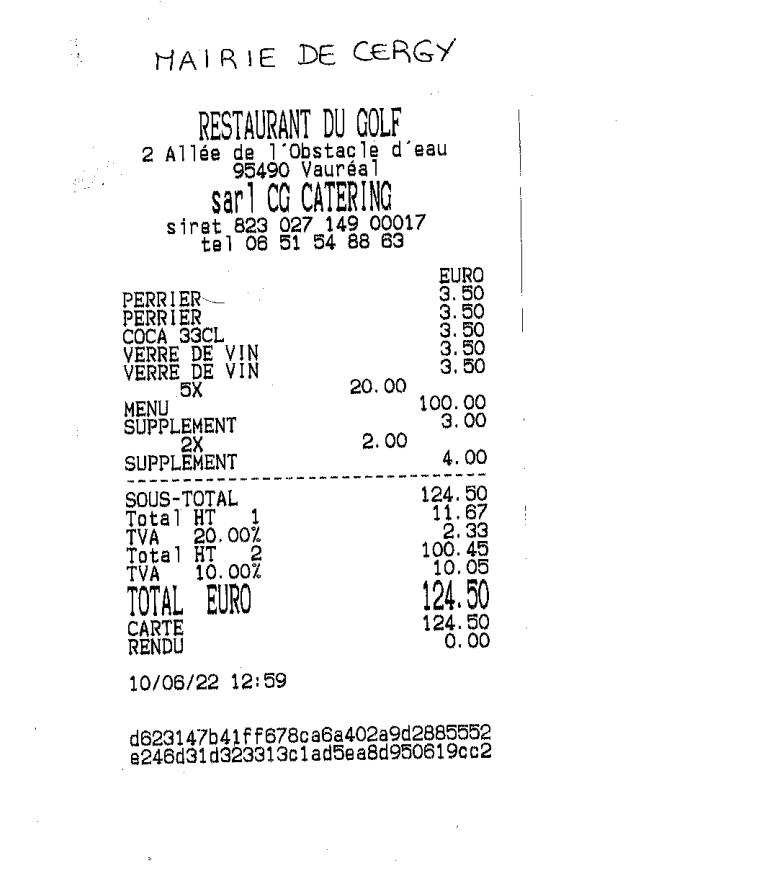 MAIRIE DE CERGY
RESTAURANT DU GOLF
2 Allée de l'Obstacle d'eau
95490 Vauréal
sarl CG CATERING
siret 823 027 149 00017
tel 06 51 54 88 63
EURO
PERRIER 3.50
PERRIER 3.50
COCA 33CL 3.50
VERRE DE VIN 3.50
VERRE DE VIN 3.50
5X 20.00
MENU 100.00
SUPPLEMENT 3.00
2X 2.00
SUPPLEMENT 4.00
SOUS-TOTAL 124.50
Total HT 1 11.67
TVA 20.00% 2.33
Total HT 2 100.45
TVA 10.00% 10.05
TOTAL EURO 124.50
CARTE 124.50
RENDU 0.00
10/06/22 12:59
d623147b41ff678ca6a402a9d2885552
e246d31d323313c1ad5ea8d950619cc2